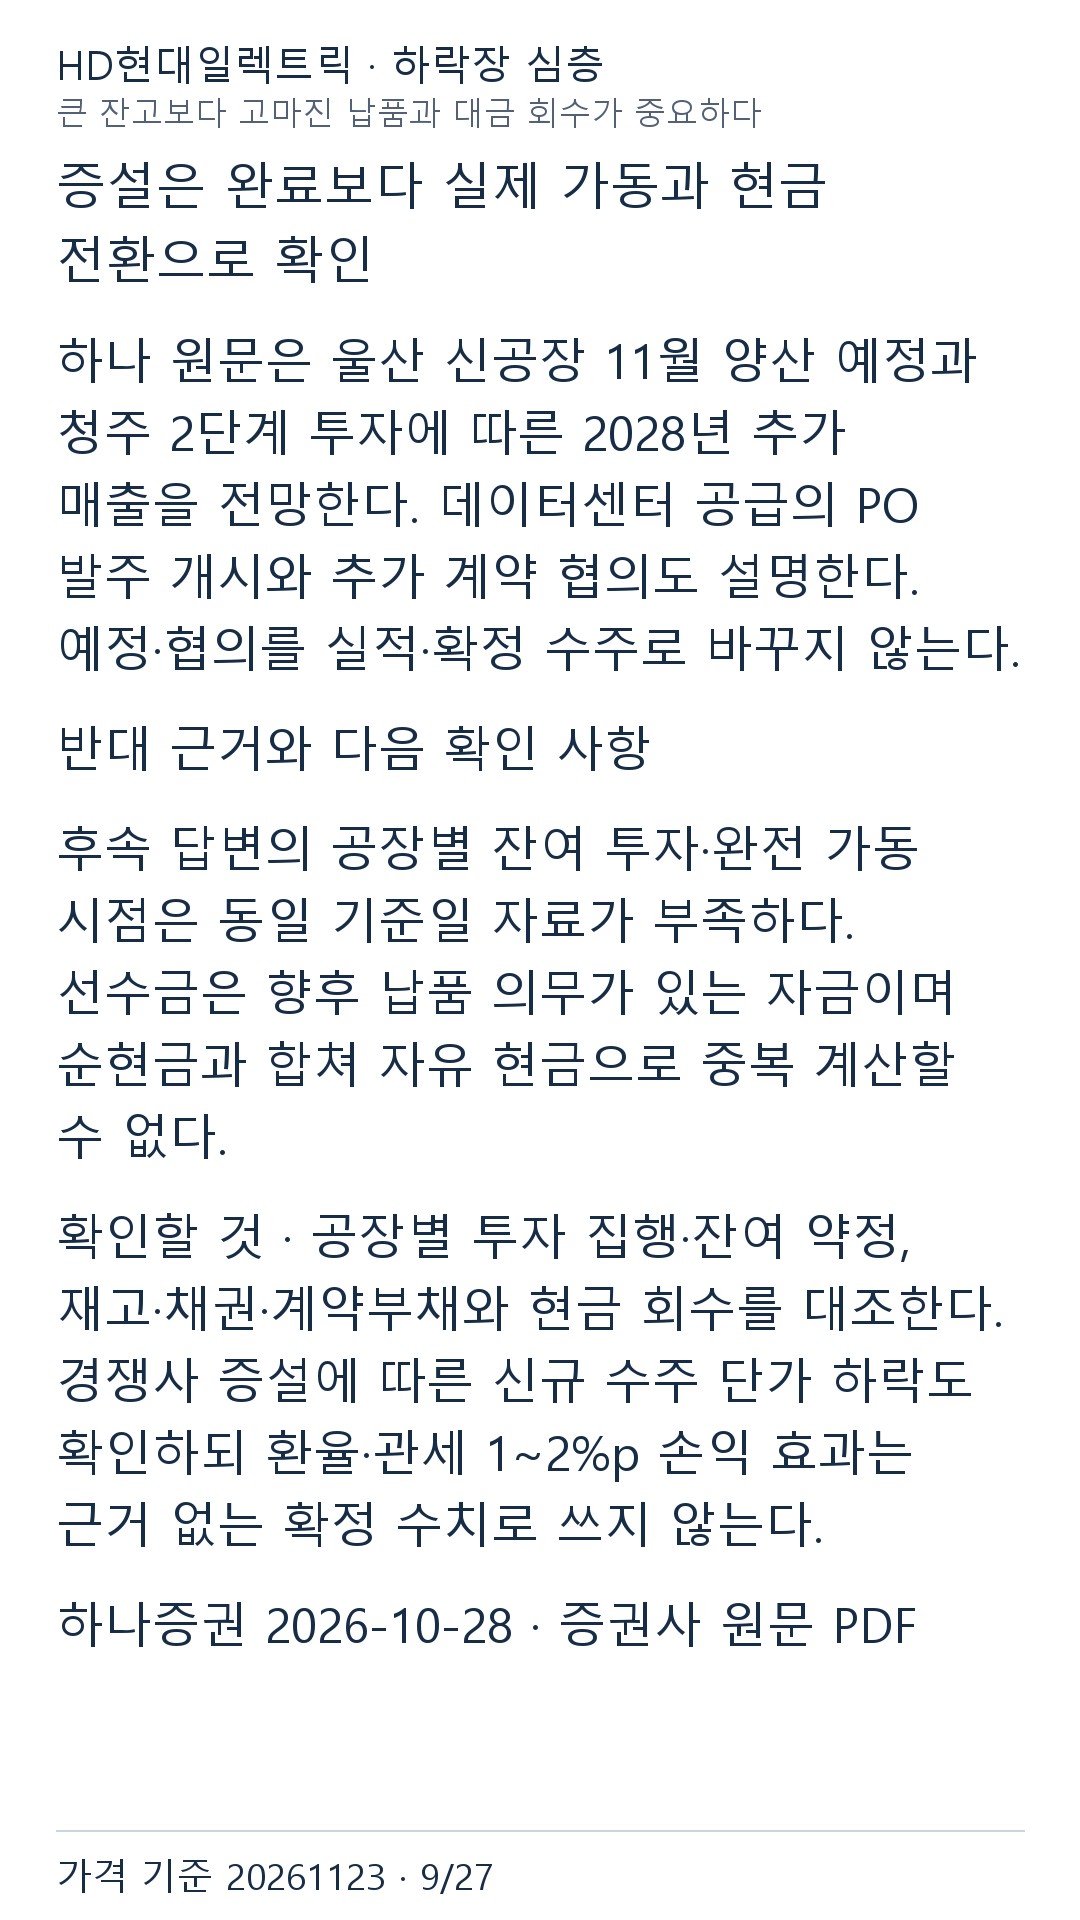 HD현대일렉트릭 · 하락장 심층
큰 잔고보다 고마진 납품과 대금 회수가 중요하다
증설은 완료보다 실제 가동과 현금
전환으로 확인
하나 원문은 울산 신공장 11월 양산 예정과
청주 2단계 투자에 따른 2028년 추가
매출을 전망한다. 데이터센터 공급의 PO
발주 개시와 추가 계약 협의도 설명한다.
예정·협의를 실적·확정 수주로 바꾸지 않는다.
반대 근거와 다음 확인 사항
후속 답변의 공장별 잔여 투자·완전 가동
시점은 동일 기준일 자료가 부족하다.
선수금은 향후 납품 의무가 있는 자금이며
순현금과 합쳐 자유 현금으로 중복 계산할
수 없다.
확인할 것 · 공장별 투자 집행·잔여 약정,
재고·채권·계약부채와 현금 회수를 대조한다.
경쟁사 증설에 따른 신규 수주 단가 하락도
확인하되 환율·관세 1~2%p 손익 효과는
근거 없는 확정 수치로 쓰지 않는다.
하나증권 2026-10-28 · 증권사 원문 PDF
가격 기준 20261123 · 9/27